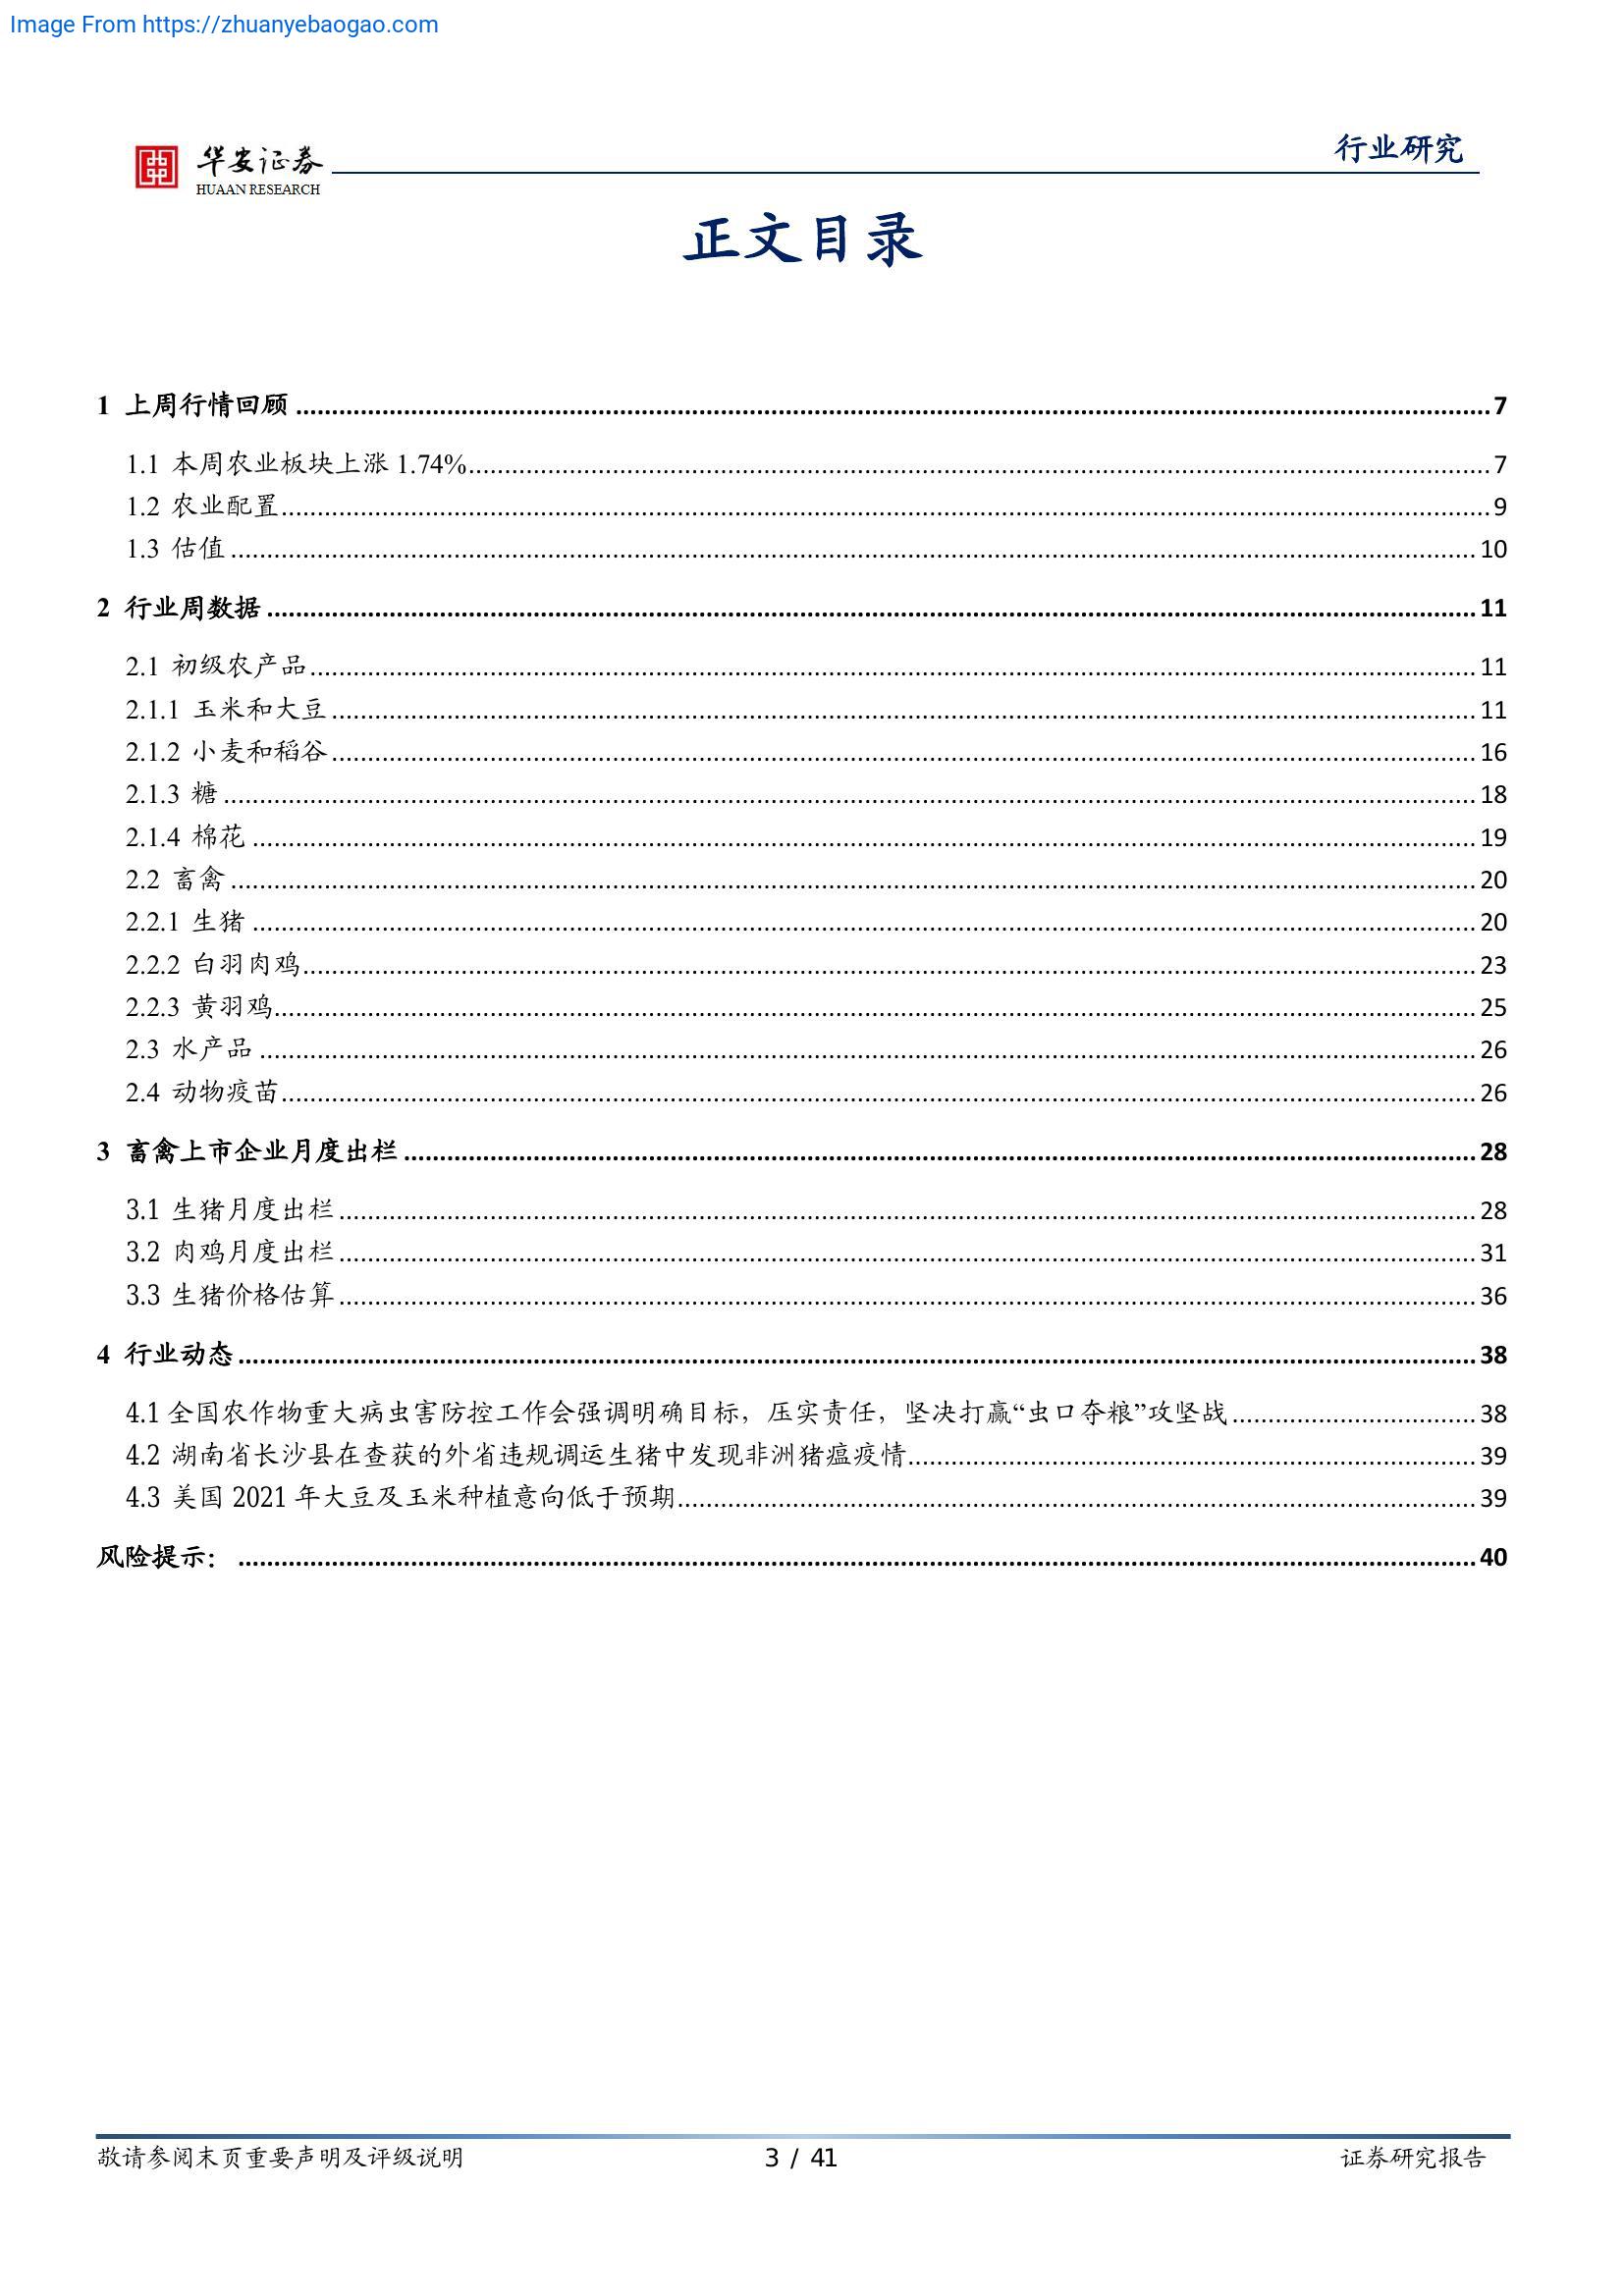 Image From https://zhuanyebaogao.com
华安证券
HUAAN RESEARCH
行业研究
正文目录
1 上周行情回顾 ........ 7
1.1 本周农业板块上涨 1.74% ........ 7
1.2 农业配置 ........ 9
1.3 估值 ........ 10
2 行业周数据 ........ 11
2.1 初级农产品 ........ 11
2.1.1 玉米和大豆 ........ 11
2.1.2 小麦和稻谷 ........ 16
2.1.3 糖 ........ 18
2.1.4 棉花 ........ 19
2.2 畜禽 ........ 20
2.2.1 生猪 ........ 20
2.2.2 白羽肉鸡 ........ 23
2.2.3 黄羽鸡 ........ 25
2.3 水产品 ........ 26
2.4 动物疫苗 ........ 26
3 畜禽上市企业月度出栏 ........ 28
3.1 生猪月度出栏 ........ 28
3.2 肉鸡月度出栏 ........ 31
3.3 生猪价格估算 ........ 36
4 行业动态 ........ 38
4.1 全国农作物重大病虫害防控工作会强调明确目标，压实责任，坚决打赢“虫口夺粮”攻坚战 ........ 38
4.2 湖南省长沙县在查获的外省违规调运生猪中发现非洲猪瘟疫情 ........ 39
4.3 美国 2021 年大豆及玉米种植意向低于预期 ........ 39
风险提示： ........ 40
敬请参阅末页重要声明及评级说明
3 / 41
证券研究报告